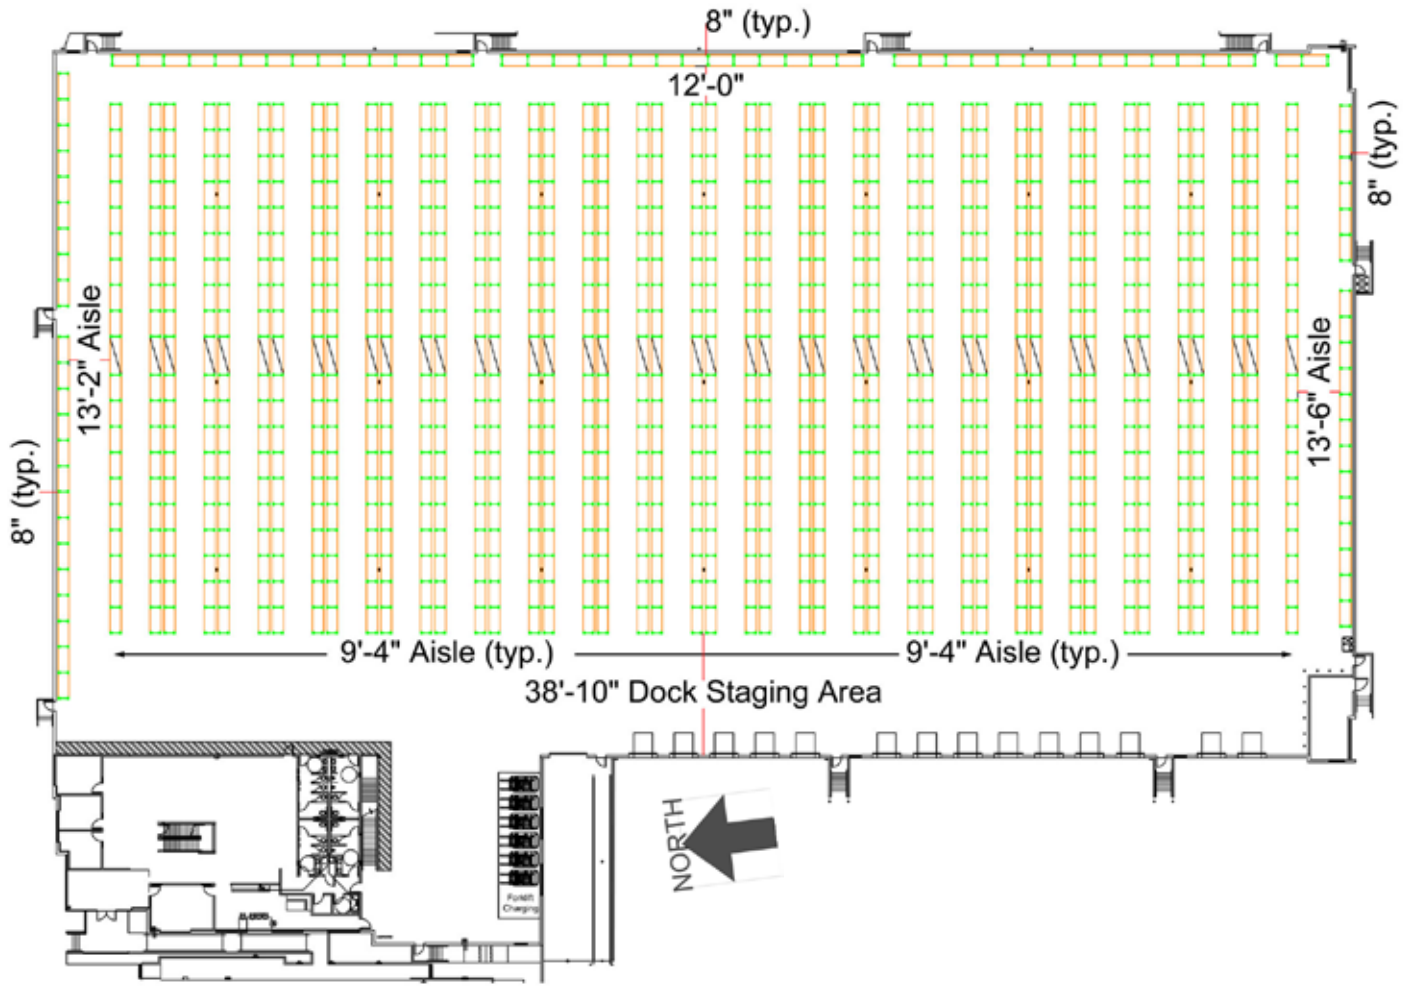 8" (typ.)
12'-0"
8" (typ.)
13'-2" Aisle
13'-6" Aisle
8" (typ.)
9'-4" Aisle (typ.)
9'-4" Aisle (typ.)
38'-10" Dock Staging Area
NORTH
Forklift
Charging